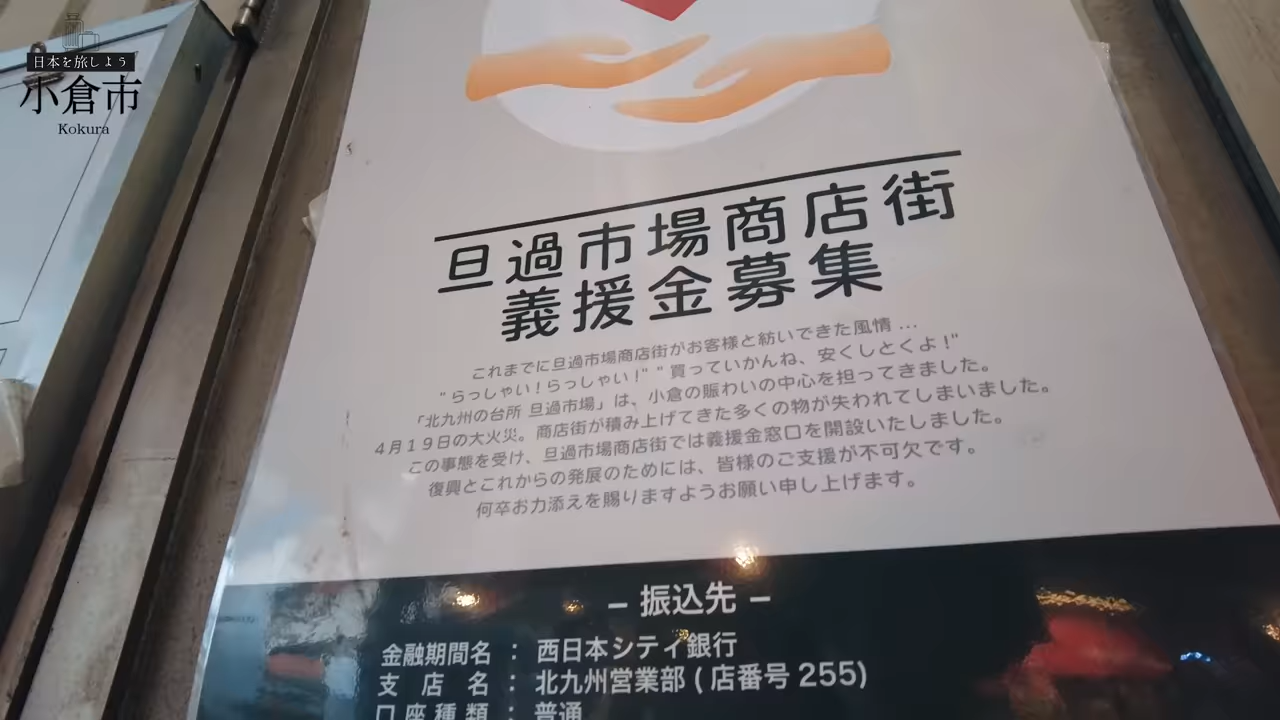 日本を旅しよう
小倉市
Kokura
旦過市場商店街
義援金募集
これまでに旦過市場商店街がお客様と紡いできた風情 …
“らっしゃい！らっしゃい！” “買っていかんね、安くしとくよ！”
「北九州の台所 旦過市場」は、小倉の賑わいの中心を担ってきました。
４月１９日の大火災。商店街が積み上げてきた多くの物が失われてしまいました。
この事態を受け、旦過市場商店街では義援金窓口を開設いたしました。
復興とこれからの発展のためには、皆様のご支援が不可欠です。
何卒お力添えを賜りますようお願い申し上げます。
– 振込先 –
金融期間名 ： 西日本シティ銀行
支店名 ： 北九州営業部 ( 店番号 255)
口座種類 ： 普通